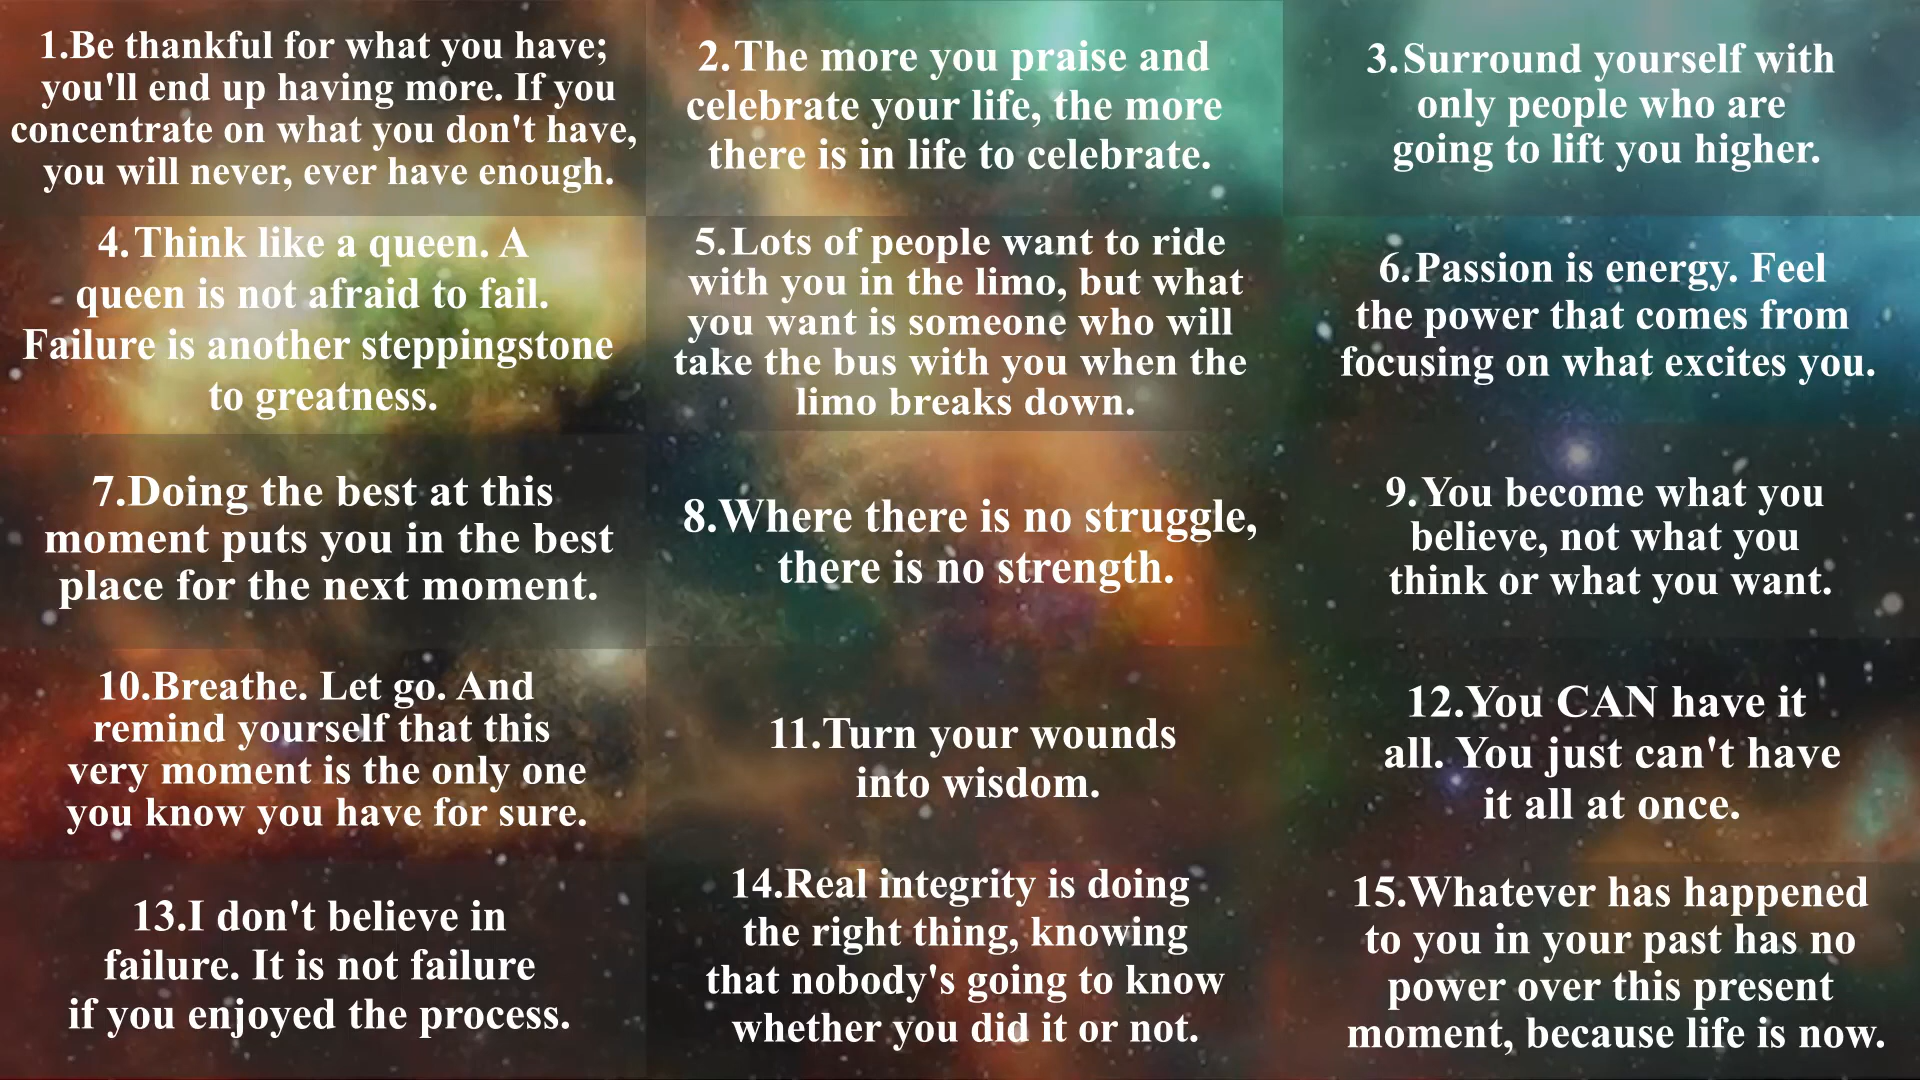 1.Be thankful for what you have;
you'll end up having more. If you
concentrate on what you don't have,
you will never, ever have enough.
2.The more you praise and
celebrate your life, the more
there is in life to celebrate.
3.Surround yourself with
only people who are
going to lift you higher.
4.Think like a queen. A
queen is not afraid to fail.
Failure is another steppingstone
to greatness.
5.Lots of people want to ride
with you in the limo, but what
you want is someone who will
take the bus with you when the
limo breaks down.
6.Passion is energy. Feel
the power that comes from
focusing on what excites you.
7.Doing the best at this
moment puts you in the best
place for the next moment.
8.Where there is no struggle,
there is no strength.
9.You become what you
believe, not what you
think or what you want.
10.Breathe. Let go. And
remind yourself that this
very moment is the only one
you know you have for sure.
11.Turn your wounds
into wisdom.
12.You CAN have it
all. You just can't have
it all at once.
13.I don't believe in
failure. It is not failure
if you enjoyed the process.
14.Real integrity is doing
the right thing, knowing
that nobody's going to know
whether you did it or not.
15.Whatever has happened
to you in your past has no
power over this present
moment, because life is now.